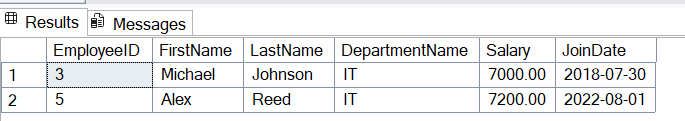 Results Messages
EmployeeID FirstName LastName DepartmentName Salary JoinDate
1 3 Michael Johnson IT 7000.00 2018-07-30
2 5 Alex Reed IT 7200.00 2022-08-01